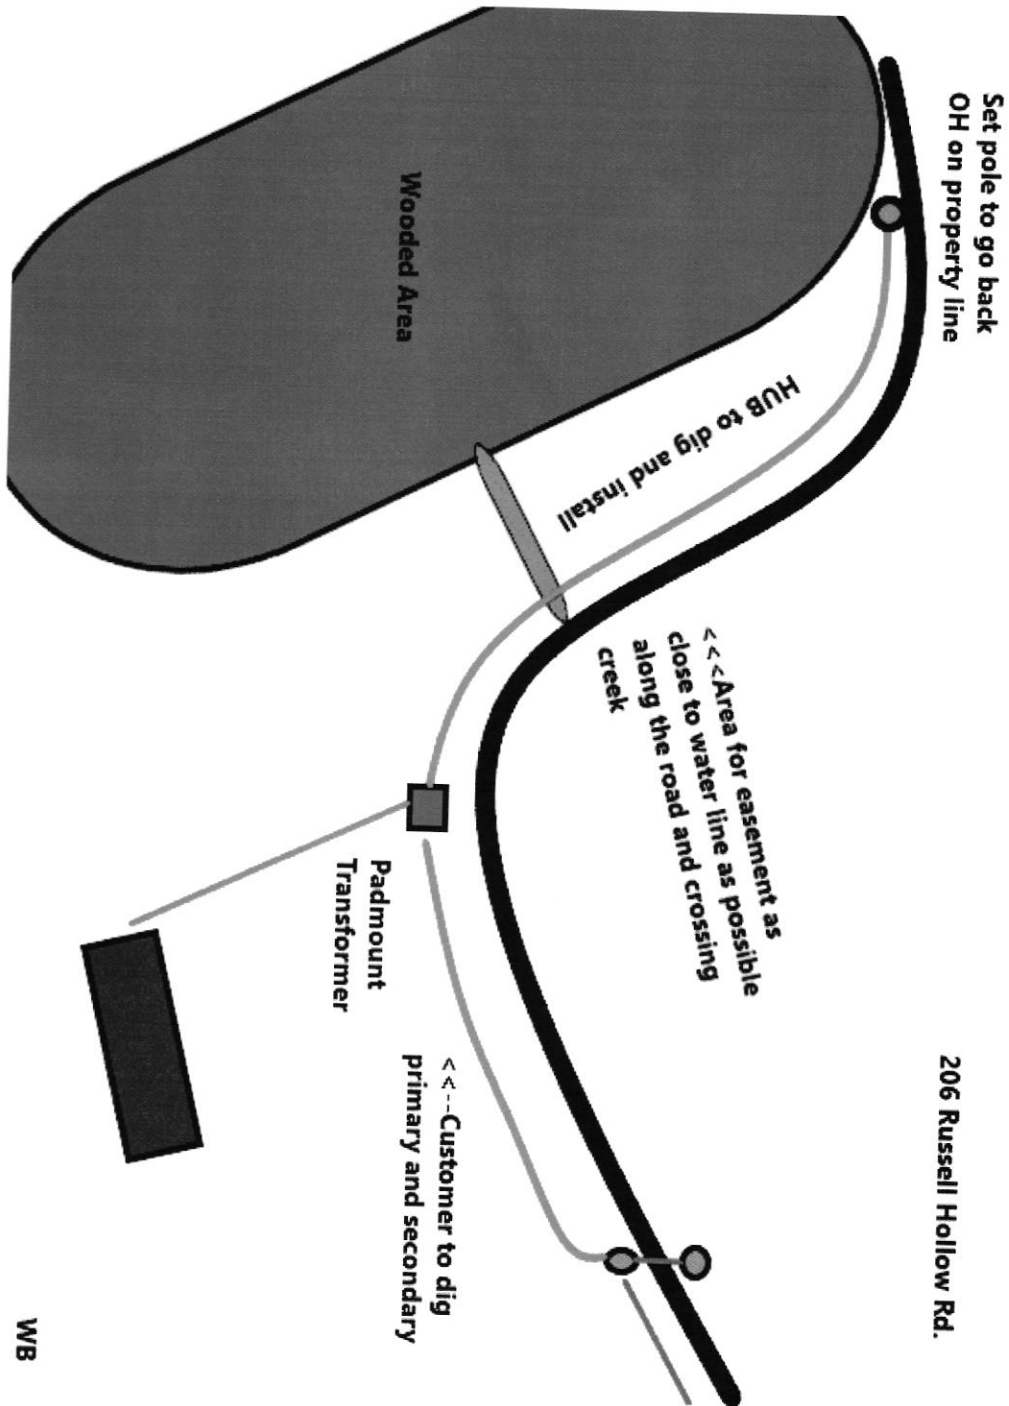 206 Russell Hollow Rd.
Set pole to go back
OH on property line
<<<Area for easement as
close to water line as possible
along the road and crossing
creek
HUB to dig and install
Wooded Area
Padmount
Transformer
<<--Customer to dig
primary and secondary
WB